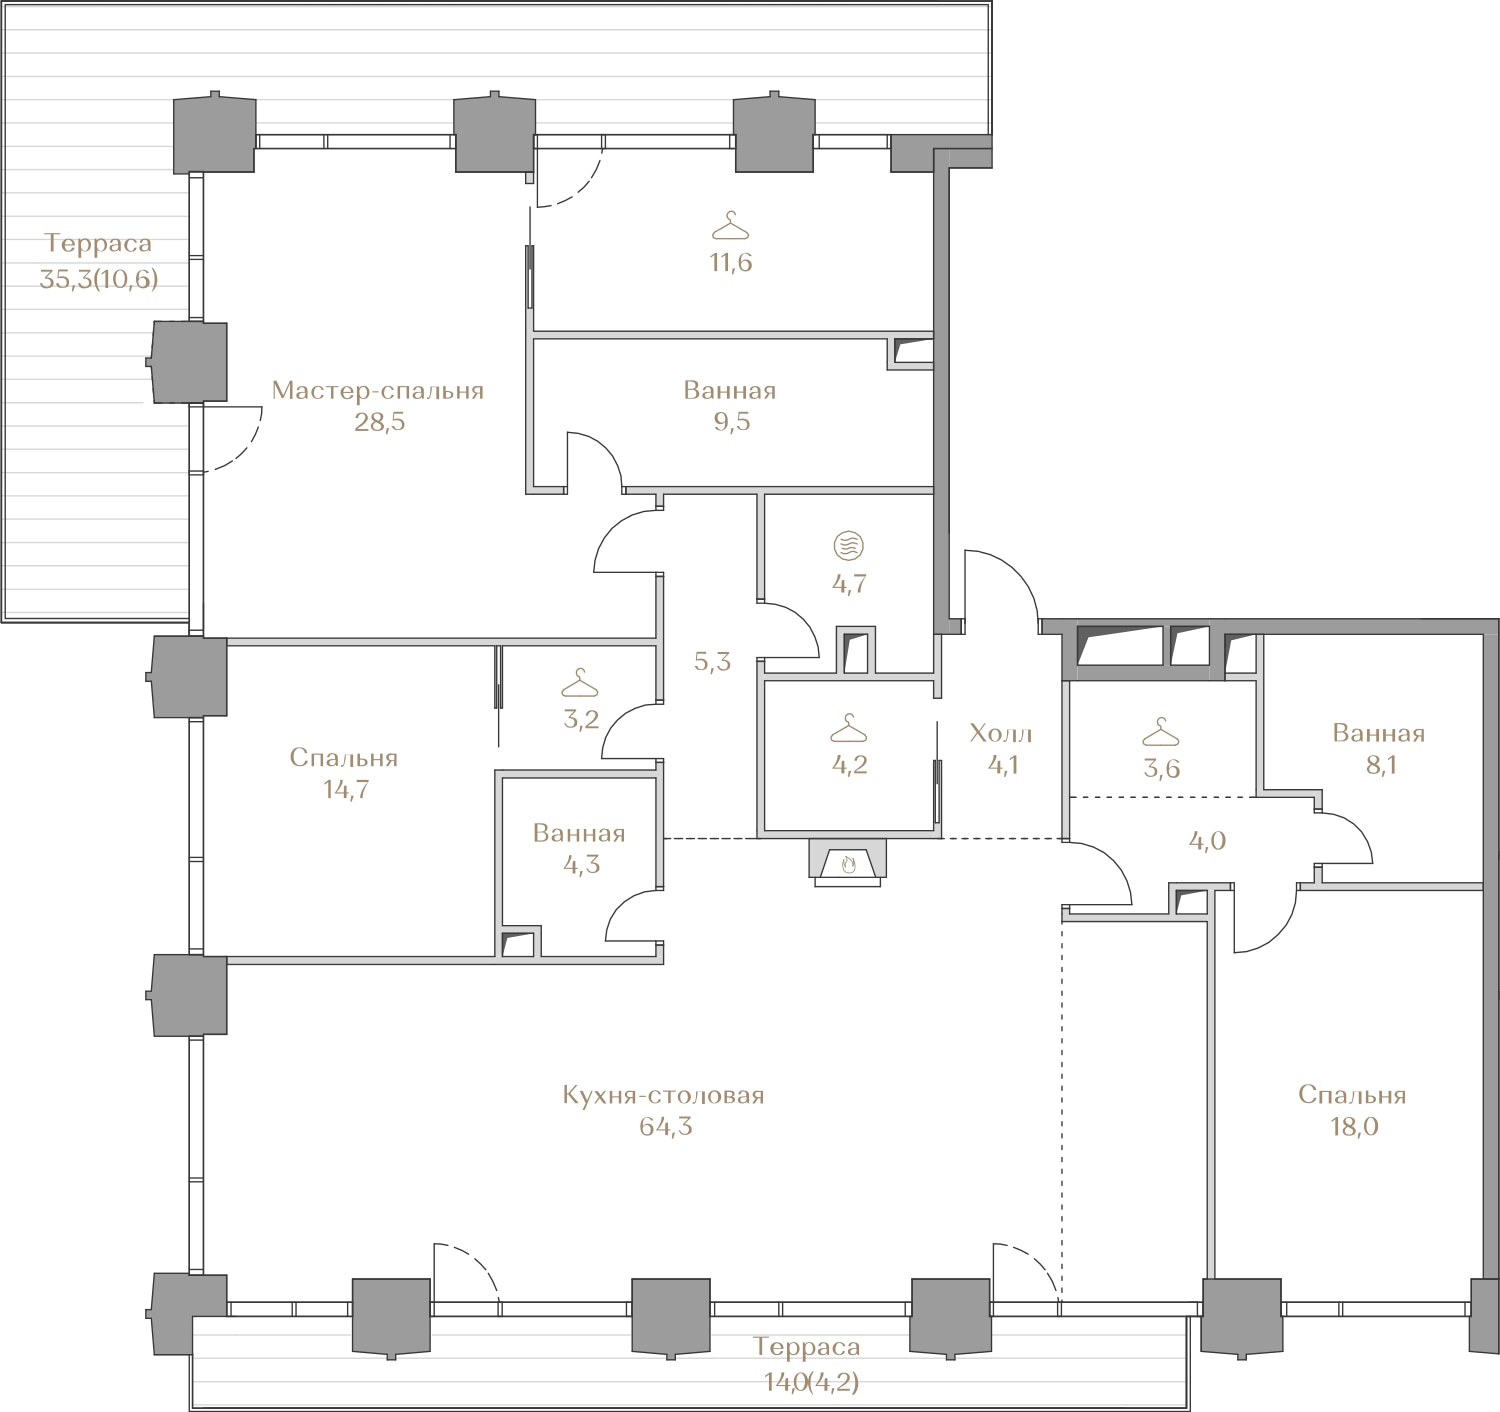 Терраса
35,3(10,6)
11,6
Мастер-спальня
28,5
Ванная
9,5
4,7
5,3
3,2
4,2
Холл
4,1
3,6
Ванная
8,1
Спальня
14,7
Ванная
4,3
4,0
Кухня-столовая
64,3
Спальня
18,0
Терраса
14,0(4,2)